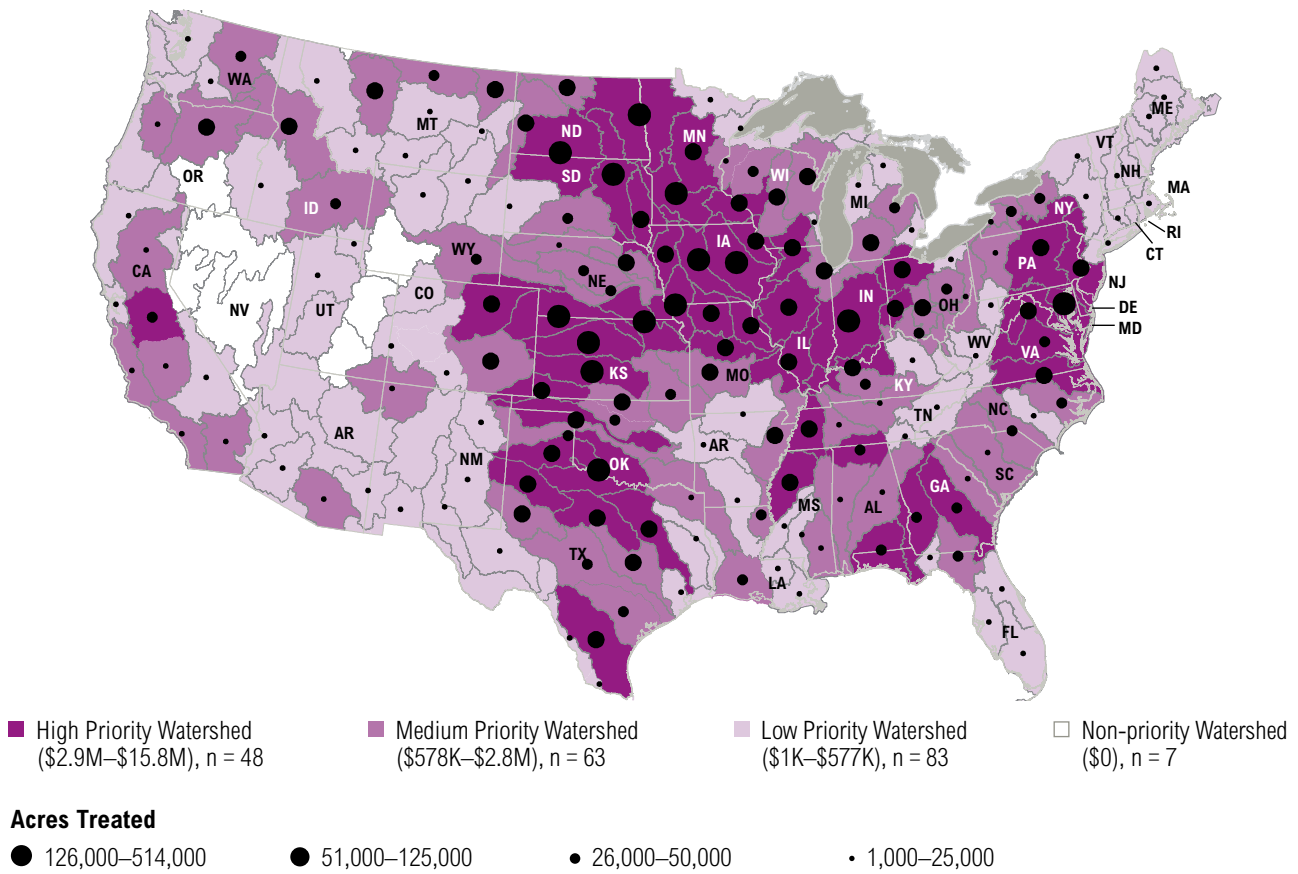 WA
MT
ND
MN
VT
ME
NH
OR
SD
WI
MI
MA
ID
NY
RI
WY
IA
CT
CA
NE
PA
CO
IN
OH
NJ
NV
UT
DE
IL
WV
MD
VA
KS
MO
KY
NC
TN
AR
AR
NM
OK
SC
GA
MS
AL
TX
LA
FL
High Priority Watershed
($2.9M–$15.8M), n = 48
Medium Priority Watershed
($578K–$2.8M), n = 63
Low Priority Watershed
($1K–$577K), n = 83
Non-priority Watershed
($0), n = 7
Acres Treated
126,000–514,000
51,000–125,000
26,000–50,000
1,000–25,000